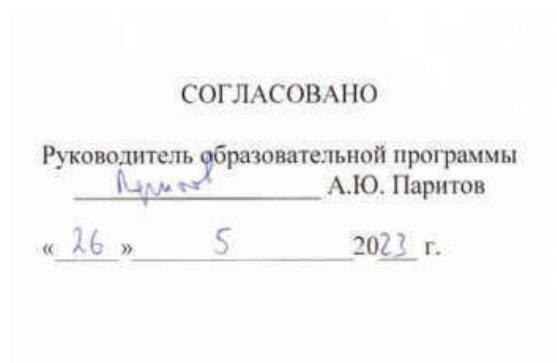 СОГЛАСОВАНО
Руководитель образовательной программы
А.Ю. Паритов
« 26 » 5 2023 г.